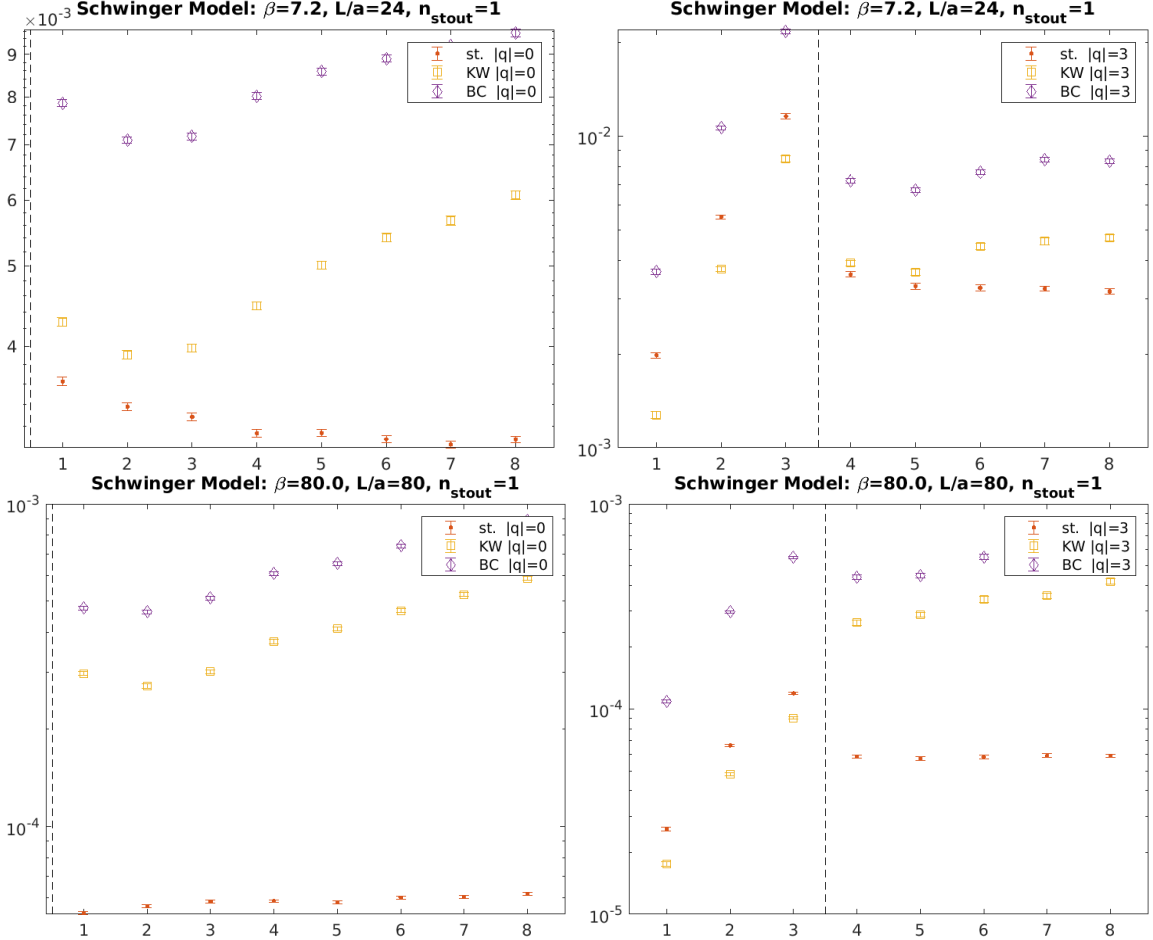 Schwinger Model: β=7.2, L/a=24, n_stout=1
×10^-3
9
8
7
6
5
4
1 2 3 4 5 6 7 8
st. |q|=0
KW |q|=0
BC |q|=0
Schwinger Model: β=7.2, L/a=24, n_stout=1
10^-2
10^-3
1 2 3 4 5 6 7 8
st. |q|=3
KW |q|=3
BC |q|=3
Schwinger Model: β=80.0, L/a=80, n_stout=1
10^-3
10^-4
1 2 3 4 5 6 7 8
st. |q|=0
KW |q|=0
BC |q|=0
Schwinger Model: β=80.0, L/a=80, n_stout=1
10^-3
10^-4
10^-5
1 2 3 4 5 6 7 8
st. |q|=3
KW |q|=3
BC |q|=3